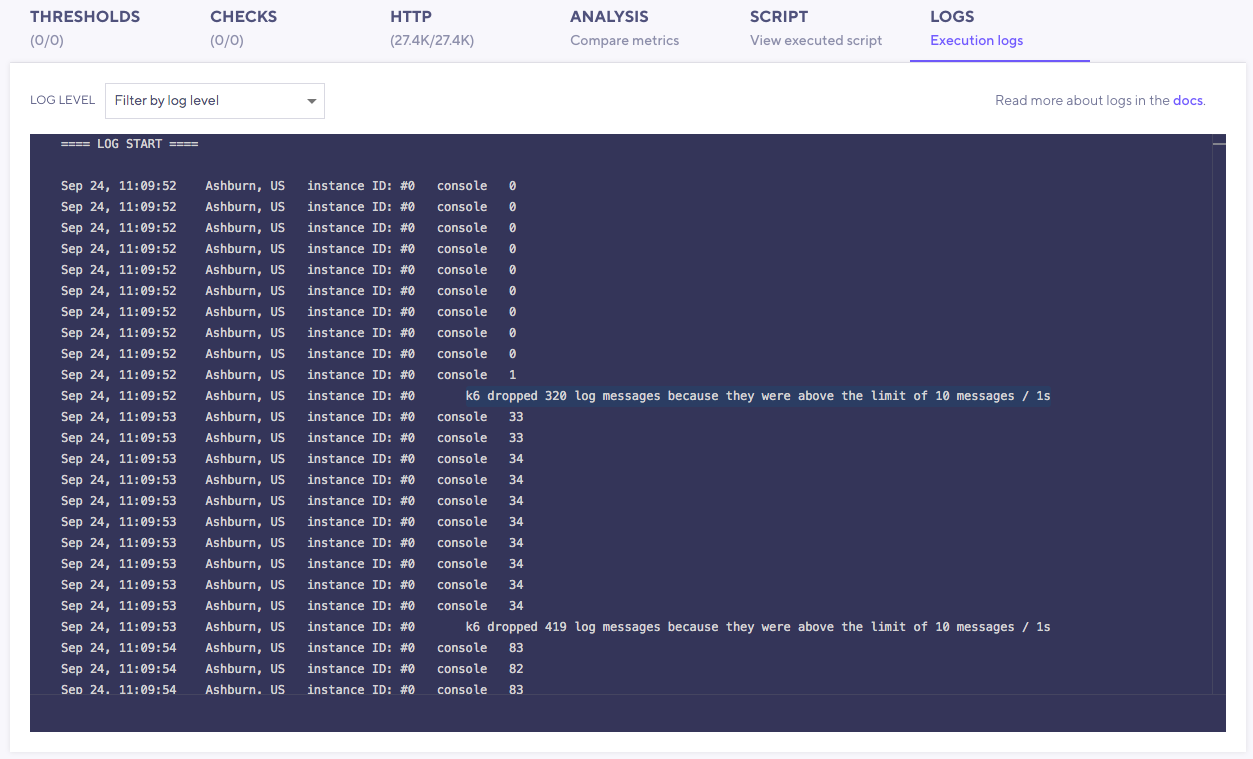 THRESHOLDS CHECKS HTTP ANALYSIS SCRIPT LOGS
(0/0) (0/0) (27.4K/27.4K) Compare metrics View executed script Execution logs
LOG LEVEL Filter by log level Read more about logs in the docs.
==== LOG START ====
Sep 24, 11:09:52 Ashburn, US instance ID: #0 console 0
Sep 24, 11:09:52 Ashburn, US instance ID: #0 console 0
Sep 24, 11:09:52 Ashburn, US instance ID: #0 console 0
Sep 24, 11:09:52 Ashburn, US instance ID: #0 console 0
Sep 24, 11:09:52 Ashburn, US instance ID: #0 console 0
Sep 24, 11:09:52 Ashburn, US instance ID: #0 console 0
Sep 24, 11:09:52 Ashburn, US instance ID: #0 console 0
Sep 24, 11:09:52 Ashburn, US instance ID: #0 console 0
Sep 24, 11:09:52 Ashburn, US instance ID: #0 console 0
Sep 24, 11:09:52 Ashburn, US instance ID: #0 console 1
Sep 24, 11:09:52 Ashburn, US instance ID: #0 k6 dropped 320 log messages because they were above the limit of 10 messages / 1s
Sep 24, 11:09:53 Ashburn, US instance ID: #0 console 33
Sep 24, 11:09:53 Ashburn, US instance ID: #0 console 33
Sep 24, 11:09:53 Ashburn, US instance ID: #0 console 34
Sep 24, 11:09:53 Ashburn, US instance ID: #0 console 34
Sep 24, 11:09:53 Ashburn, US instance ID: #0 console 34
Sep 24, 11:09:53 Ashburn, US instance ID: #0 console 34
Sep 24, 11:09:53 Ashburn, US instance ID: #0 console 34
Sep 24, 11:09:53 Ashburn, US instance ID: #0 console 34
Sep 24, 11:09:53 Ashburn, US instance ID: #0 console 34
Sep 24, 11:09:53 Ashburn, US instance ID: #0 console 34
Sep 24, 11:09:53 Ashburn, US instance ID: #0 k6 dropped 419 log messages because they were above the limit of 10 messages / 1s
Sep 24, 11:09:54 Ashburn, US instance ID: #0 console 83
Sep 24, 11:09:54 Ashburn, US instance ID: #0 console 82
Sep 24, 11:09:54 Ashburn, US instance ID: #0 console 83